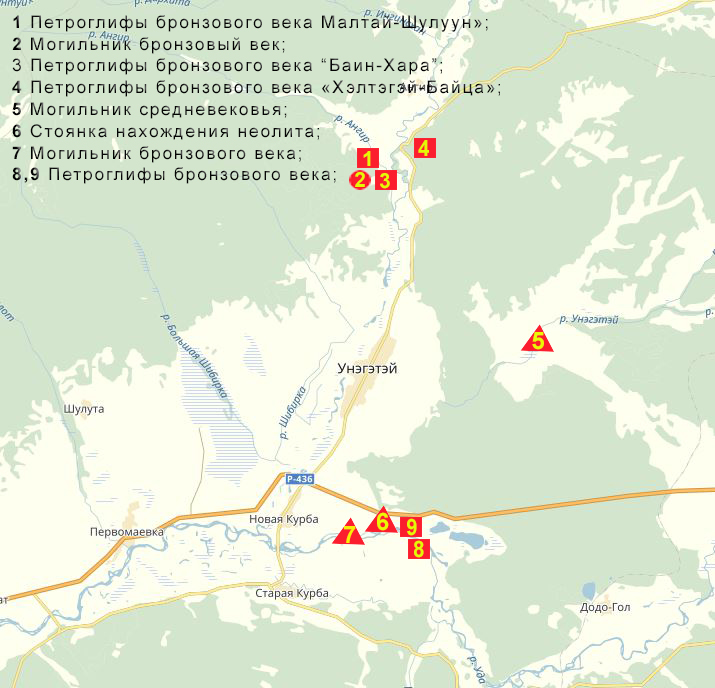 1 Петроглифы бронзового века Малтай-Шулуун»;
2 Могильник бронзовый век;
3 Петроглифы бронзового века “Баин-Хара”;
4 Петроглифы бронзового века «Хэлтэгэй-Байца»;
5 Могильник средневековья;
6 Стоянка нахождения неолита;
7 Могильник бронзового века;
8,9 Петроглифы бронзового века;
р. Ангир
р. Ангир
1
4
2
3
р. Унэгэтэй
5
р. Большая Шибирка
Унэгэтэй
р. Шибирка
Шулута
Р-436
Новая Курба
6
9
Первомаевка
7
8
Старая Курба
Додо-Гол
р. Уда